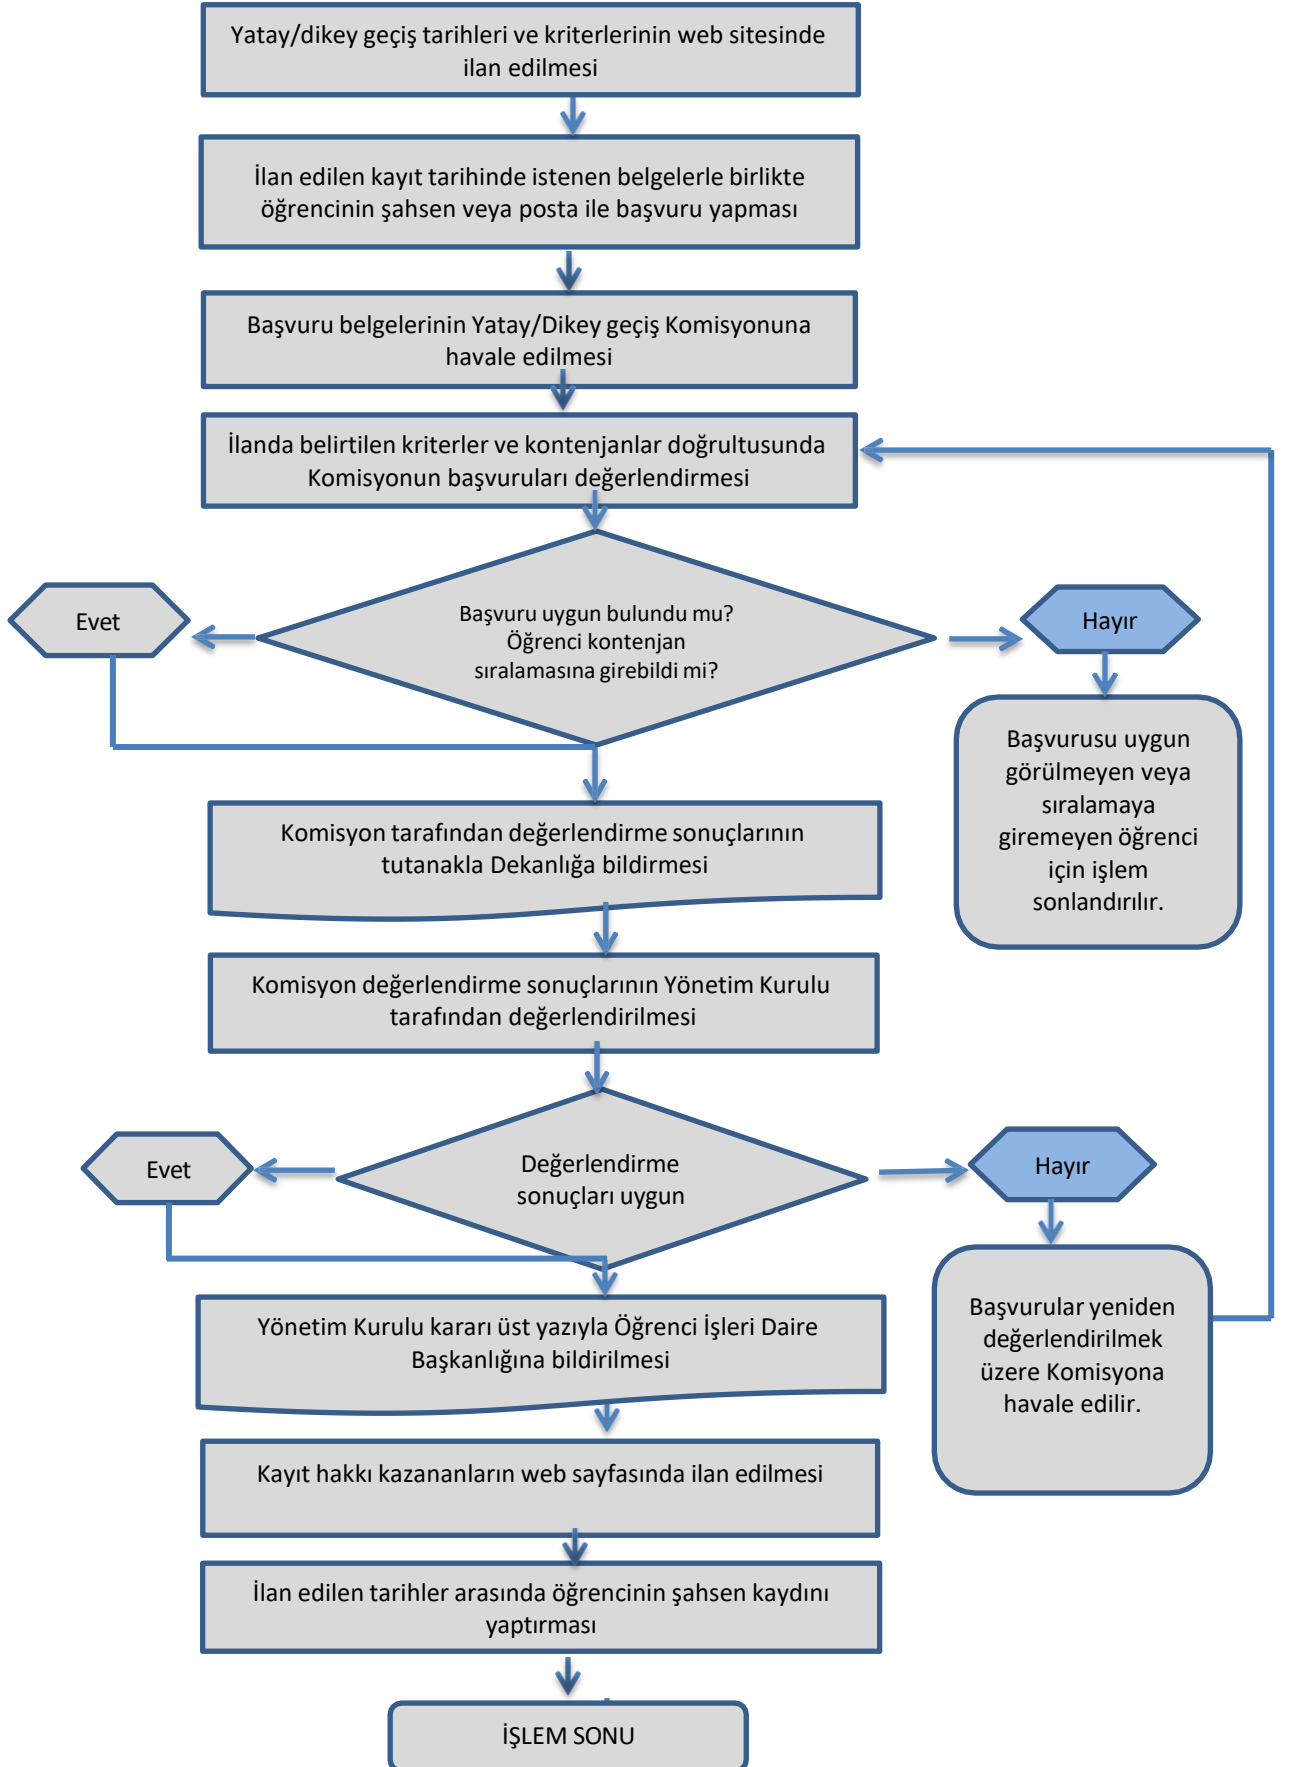 Yatay/dikey geçiş tarihleri ve kriterlerinin web sitesinde
ilan edilmesi
İlan edilen kayıt tarihinde istenen belgelerle birlikte
öğrencinin şahsen veya posta ile başvuru yapması
Başvuru belgelerinin Yatay/Dikey geçiş Komisyonuna
havale edilmesi
İlanda belirtilen kriterler ve kontenjanlar doğrultusunda
Komisyonun başvuruları değerlendirmesi
Evet
Başvuru uygun bulundu mu?
Öğrenci kontenjan
sıralamasına girebildi mi?
Hayır
Başvurusu uygun
görülmeyen veya
sıralamaya
giremeyen öğrenci
için işlem
sonlandırılır.
Komisyon tarafından değerlendirme sonuçlarının
tutanakla Dekanlığa bildirmesi
Komisyon değerlendirme sonuçlarının Yönetim Kurulu
tarafından değerlendirilmesi
Evet
Değerlendirme
sonuçları uygun
Hayır
Başvurular yeniden
değerlendirilmek
üzere Komisyona
havale edilir.
Yönetim Kurulu kararı üst yazıyla Öğrenci İşleri Daire
Başkanlığına bildirilmesi
Kayıt hakkı kazananların web sayfasında ilan edilmesi
İlan edilen tarihler arasında öğrencinin şahsen kaydını
yaptırması
İŞLEM SONU